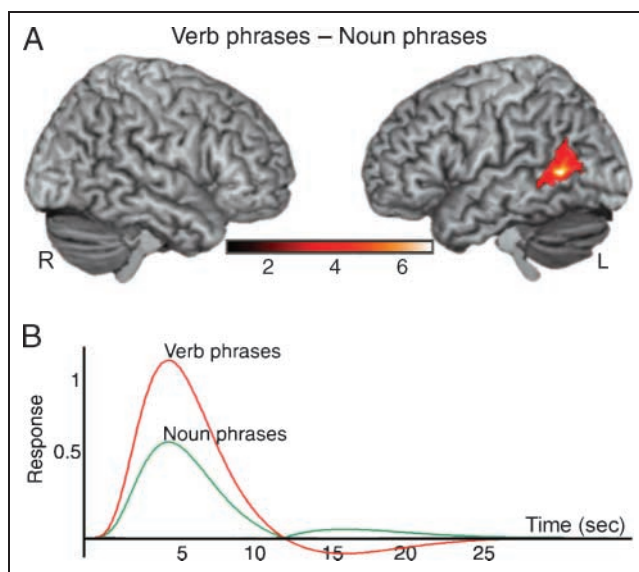 A
Verb phrases – Noun phrases
R
L
2 4 6
B
Verb phrases
1
Noun phrases
0.5
Response
Time (sec)
5 10 15 20 25